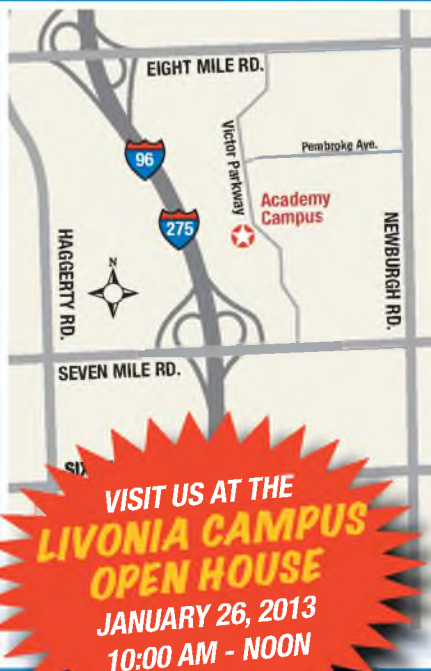 EIGHT MILE RD.
96
Victor Parkway
Pembroke Ave.
Academy
Campus
275
HAGGERTY RD.
N
NEWBURGH RD.
SEVEN MILE RD.
VISIT US AT THE
LIVONIA CAMPUS
OPEN HOUSE
JANUARY 26, 2013
10:00 AM - NOON